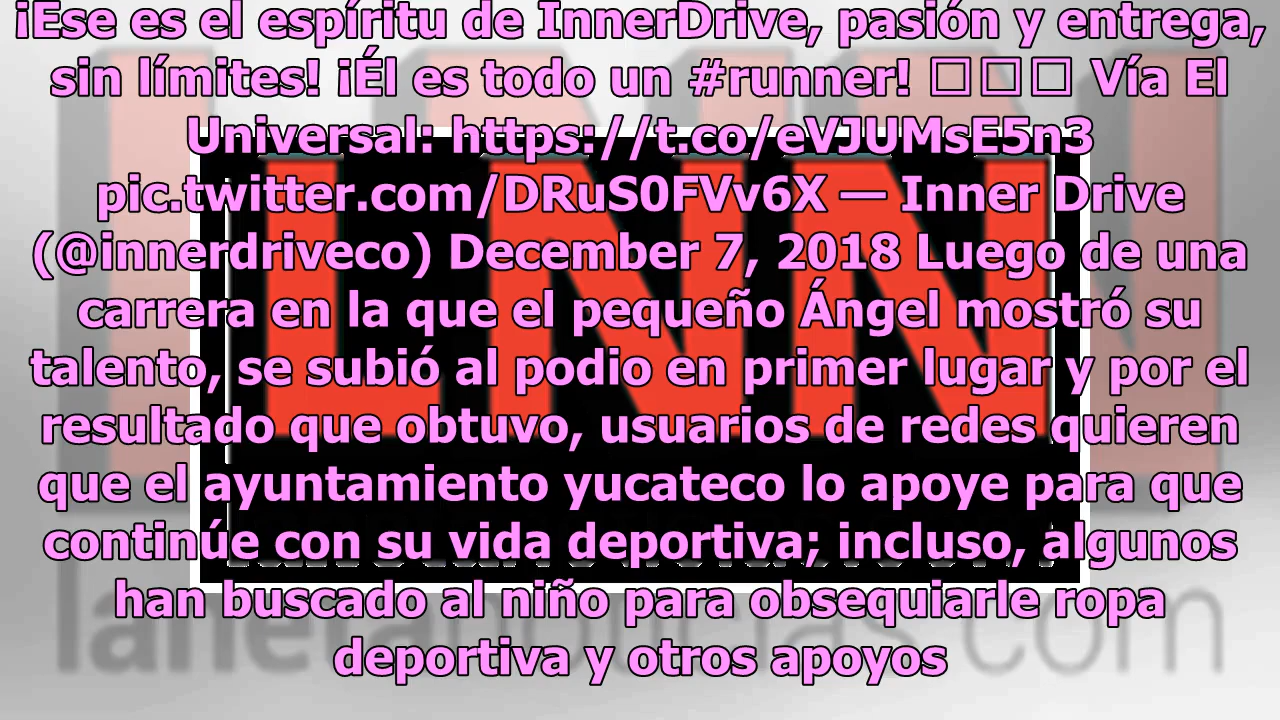 ¡Ese es el espíritu de InnerDrive, pasión y entrega,
sin límites! ¡Él es todo un #runner! □□□ Vía El
Universal: https://t.co/eVJUMsE5n3
pic.twitter.com/DRuS0FVv6X — Inner Drive
(@innerdriveco) December 7, 2018 Luego de una
carrera en la que el pequeño Ángel mostró su
talento, se subió al podio en primer lugar y por el
resultado que obtuvo, usuarios de redes quieren
que el ayuntamiento yucateco lo apoye para que
continúe con su vida deportiva; incluso, algunos
han buscado al niño para obsequiarle ropa
deportiva y otros apoyos
LNN